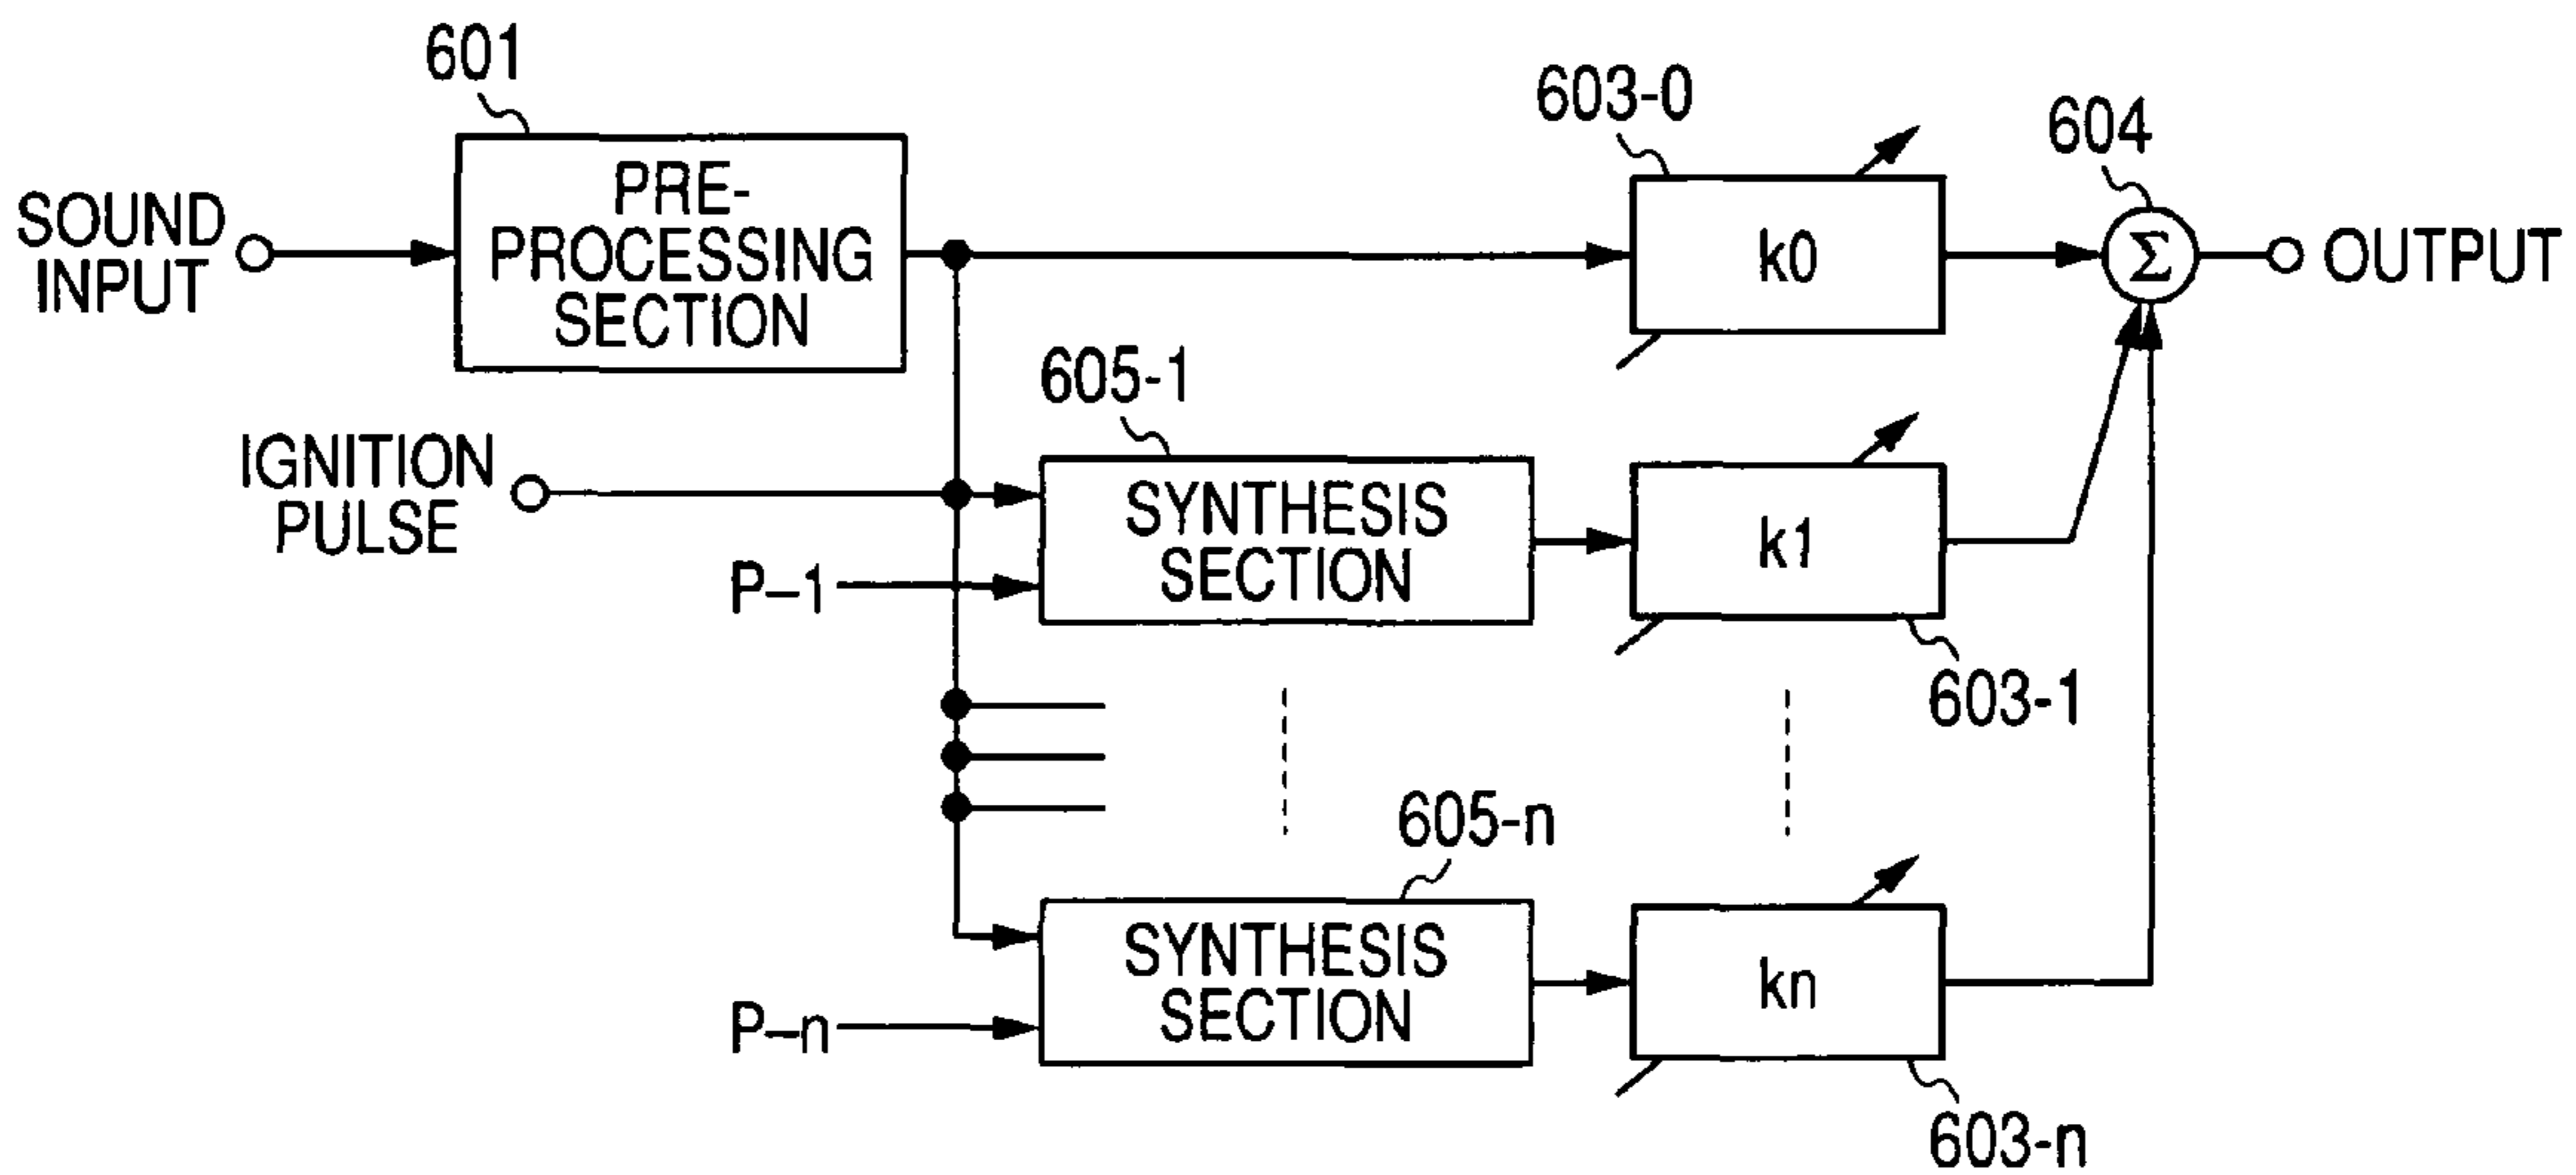 601
603-0
604
SOUND
INPUT
PRE-
PROCESSING
SECTION
k0
Σ
OUTPUT
605-1
IGNITION
PULSE
SYNTHESIS
SECTION
k1
P–1
603-1
605-n
SYNTHESIS
SECTION
kn
P–n
603-n